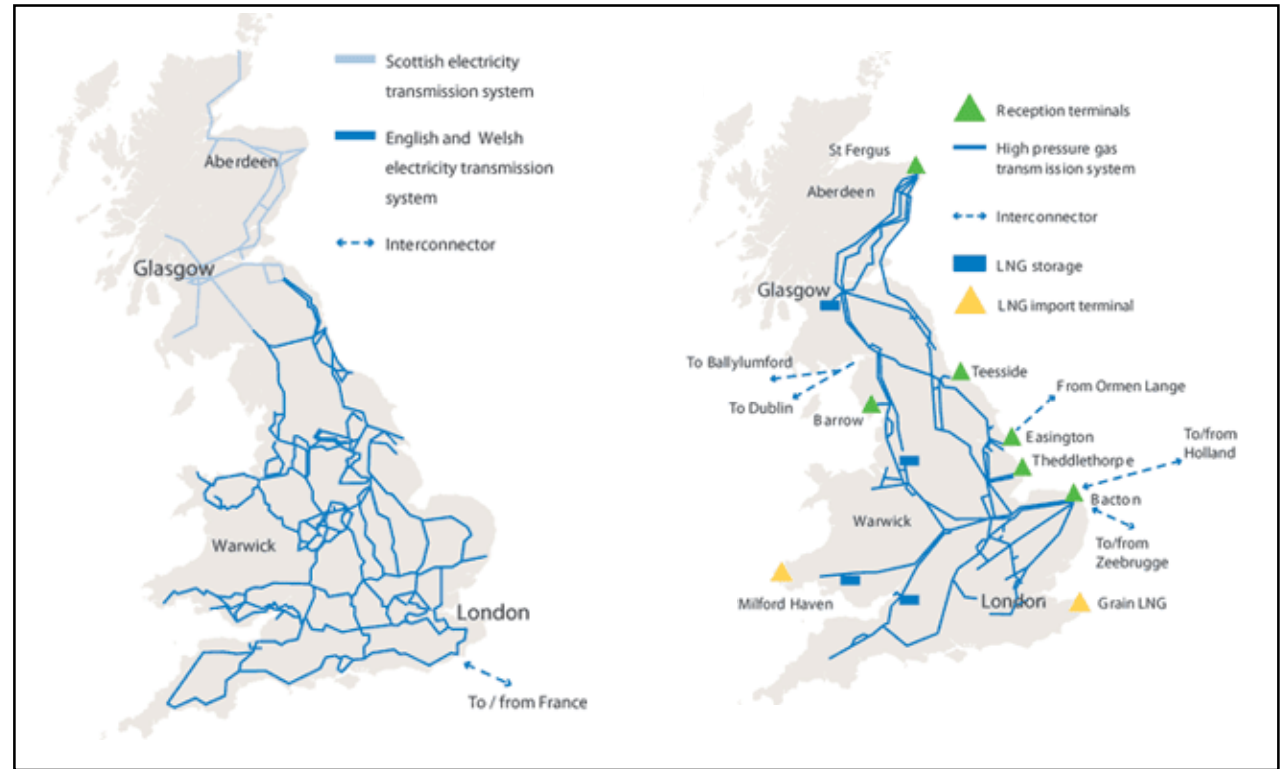 Scottish electricity
transmission system
English and Welsh
electricity transmission
system
Interconnector
Aberdeen
Glasgow
Warwick
London
To / from France
Reception terminals
High pressure gas
transmission system
Interconnector
LNG storage
LNG import terminal
St Fergus
Aberdeen
Glasgow
To Ballylumford
To Dublin
Barrow
Teesside
From Ormen Lange
Easington
Theddlethorpe
To/from
Holland
Bacton
To/from
Zeebrugge
Warwick
Milford Haven
London
Grain LNG